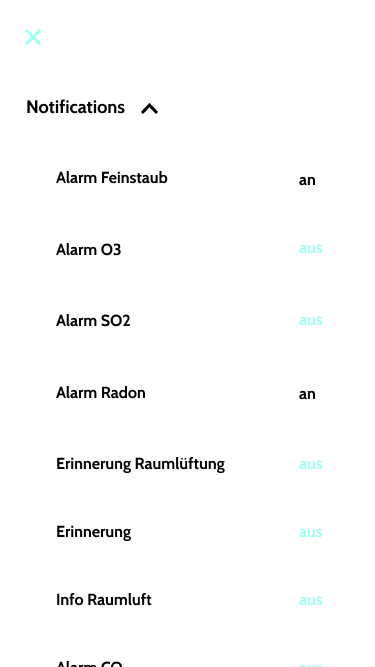 Notifications
Alarm Feinstaub an
Alarm O3 aus
Alarm SO2 aus
Alarm Radon an
Erinnerung Raumlüftung aus
Erinnerung aus
Info Raumluft aus
Alarm CO aus